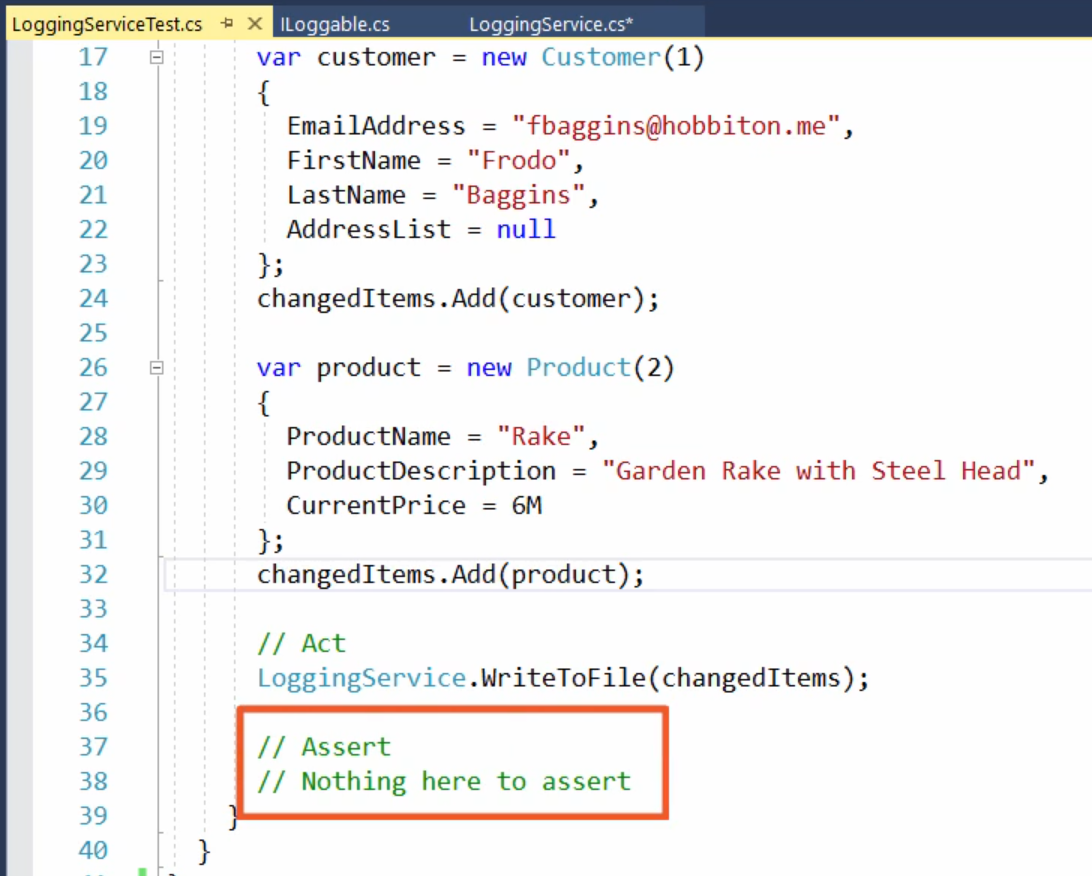 LoggingServiceTest.cs ILoggable.cs LoggingService.cs*
17 var customer = new Customer(1)
18 {
19 EmailAddress = "fbaggins@hobbiton.me",
20 FirstName = "Frodo",
21 LastName = "Baggins",
22 AddressList = null
23 };
24 changedItems.Add(customer);
25
26 var product = new Product(2)
27 {
28 ProductName = "Rake",
29 ProductDescription = "Garden Rake with Steel Head",
30 CurrentPrice = 6M
31 };
32 changedItems.Add(product);
33
34 // Act
35 LoggingService.WriteToFile(changedItems);
36
37 // Assert
38 // Nothing here to assert
39 }
40 }